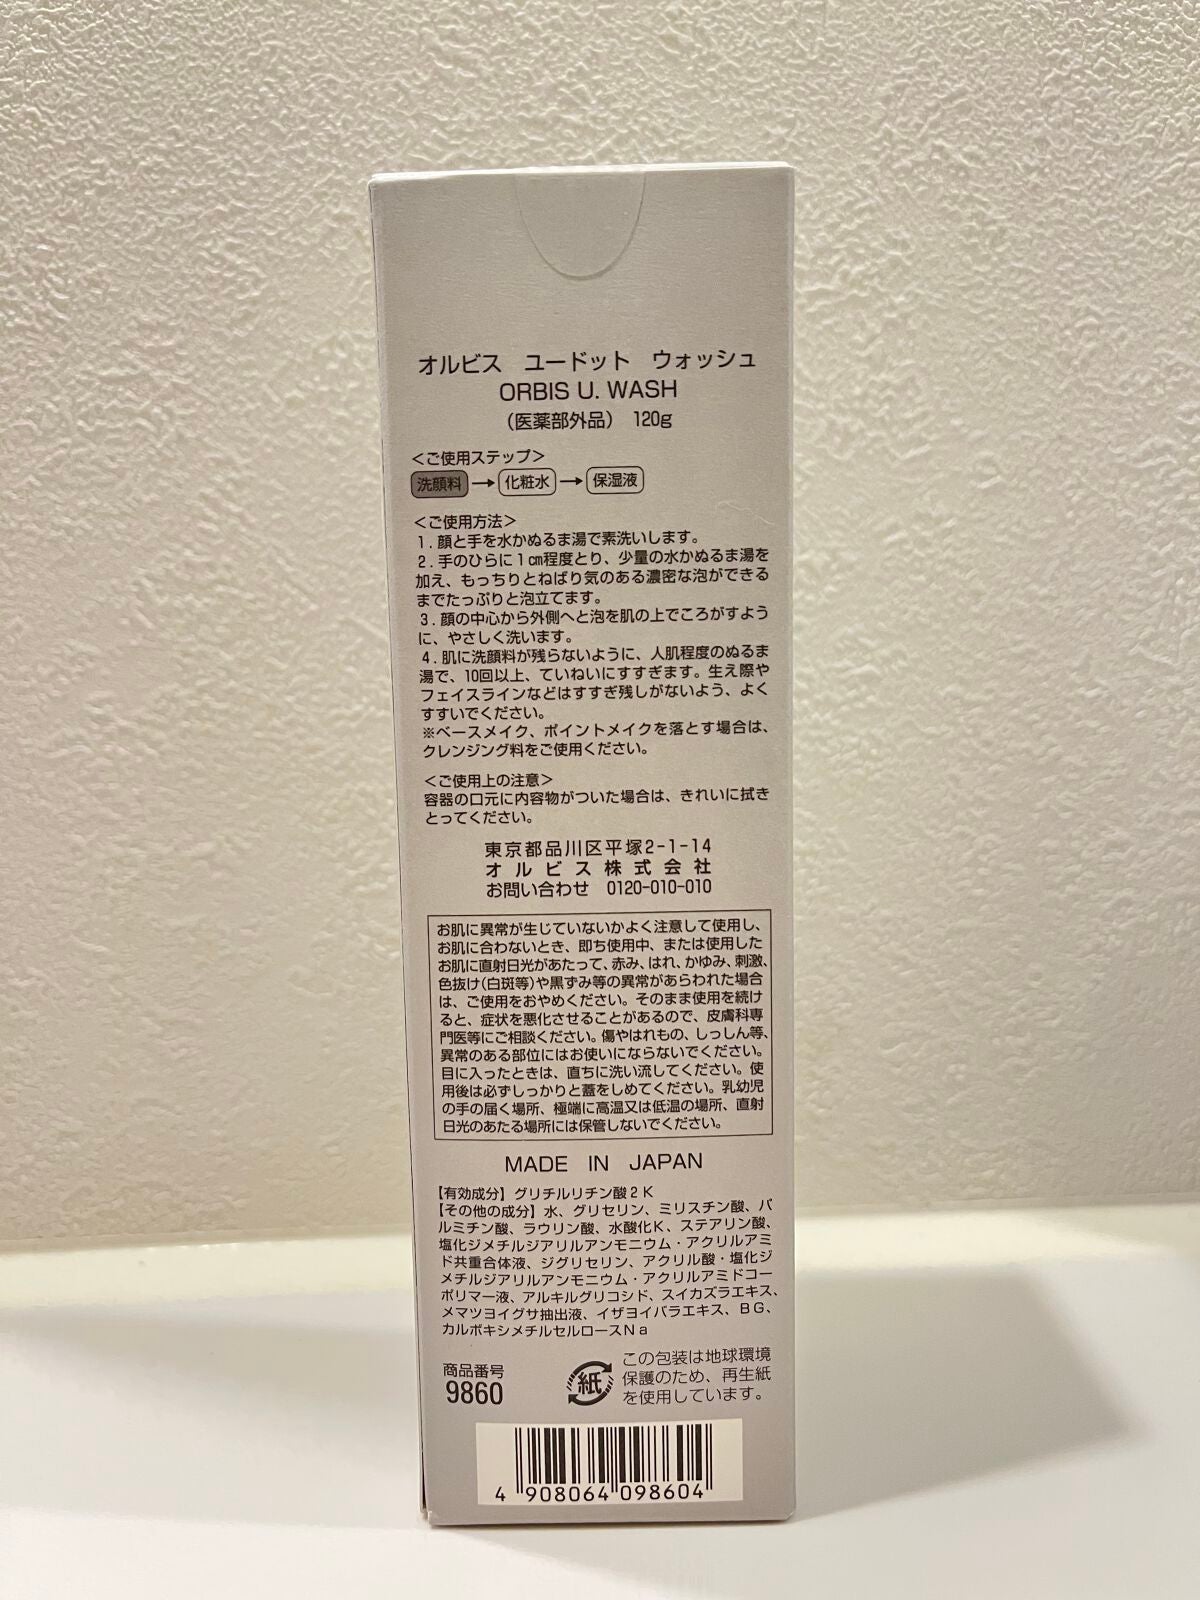 オルビス ユードット ウォッシュ
ORBIS U. WASH
(医薬部外品) 120g
<ご使用ステップ>
洗顔料→化粧水→保湿液
<ご使用方法>
1.顔と手を水かぬるま湯で素洗いします。
2.手のひらに1㎝程度とり、少量の水かぬるま湯を
加え、もっちりとねばり気のある濃密な泡ができる
までたっぷりと泡立てます。
3.顔の中心から外側へと泡を肌の上でころがすよう
に、やさしく洗います。
4.肌に洗顔料が残らないように、人肌程度のぬるま
湯で、10回以上、ていねいにすすぎます。生え際や
フェイスラインなどはすすぎ残しがないよう、よく
すすいでください。
※ベースメイク、ポイントメイクを落とす場合は、
クレンジング料をご使用ください。
<ご使用上の注意>
容器の口元に内容物がついた場合は、きれいに拭き
とってください。
東京都品川区平塚2-1-14
オルビス株式会社
お問い合わせ 0120-010-010
お肌に異常が生じていないかよく注意して使用し、
お肌に合わないとき、即ち使用中、または使用した
お肌に直射日光があたって、赤み、はれ、かゆみ、刺激、
色抜け(白斑等)や黒ずみ等の異常があらわれた場合
は、ご使用をおやめください。そのまま使用を続け
ると、症状を悪化させることがあるので、皮膚科専
門医等にご相談ください。傷やはれもの、しっしん等、
異常のある部位にはお使いにならないでください。
目に入ったときは、直ちに洗い流してください。使
用後は必ずしっかりと蓋をしめてください。乳幼児
の手の届く場所、極端に高温又は低温の場所、直射
日光のあたる場所には保管しないでください。
MADE IN JAPAN
【有効成分】グリチルリチン酸2K
【その他の成分】水、グリセリン、ミリスチン酸、パ
ルミチン酸、ラウリン酸、水酸化K、ステアリン酸、
塩化ジメチルジアリルアンモニウム・アクリルアミ
ド共重合体液、ジグリセリン、アクリル酸・塩化ジ
メチルジアリルアンモニウム・アクリルアミドコー
ポリマー液、アルキルグリコシド、スイカズラエキス、
メマツヨイグサ抽出液、イザヨイバラエキス、BG、
カルボキシメチルセルロースNa
商品番号
9860
紙
この包装は地球環境
保護のため、再生紙
を使用しています。
4 908064 098604